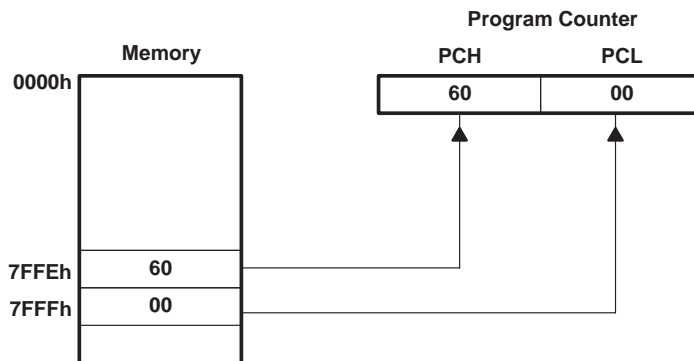 Program Counter
Memory
PCH PCL
0000h
60 00
7FFEh 60
7FFFh 00